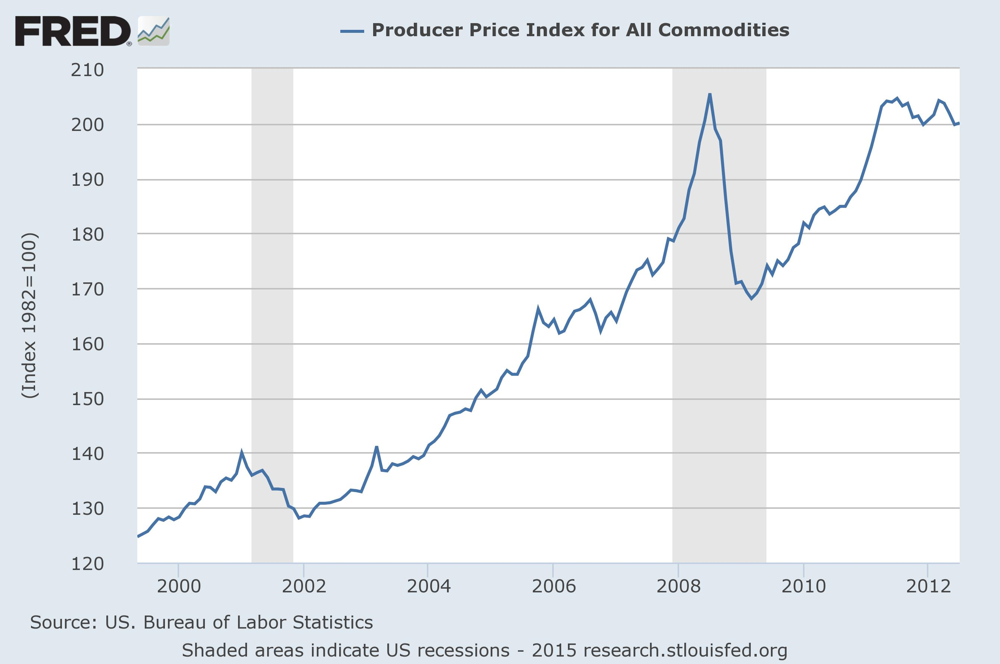 FRED®
Producer Price Index for All Commodities
210
200
190
180
170
160
150
140
130
120
(Index 1982=100)
2000 2002 2004 2006 2008 2010 2012
Source: US. Bureau of Labor Statistics
Shaded areas indicate US recessions - 2015 research.stlouisfed.org